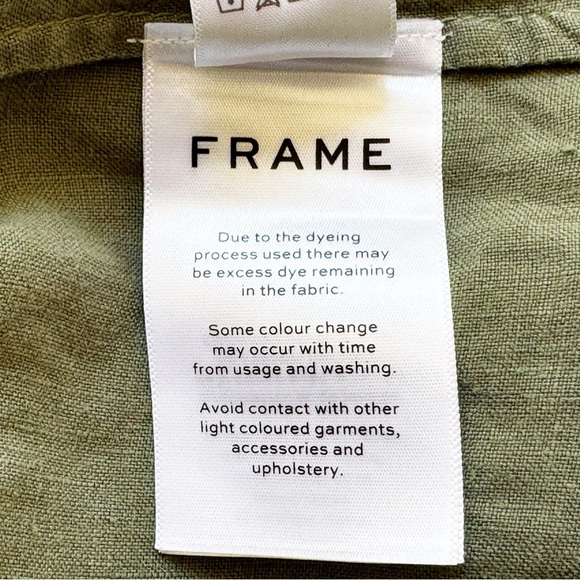 FRAME
Due to the dyeing
process used there may
be excess dye remaining
in the fabric.
Some colour change
may occur with time
from usage and washing.
Avoid contact with other
light coloured garments,
accessories and
upholstery.